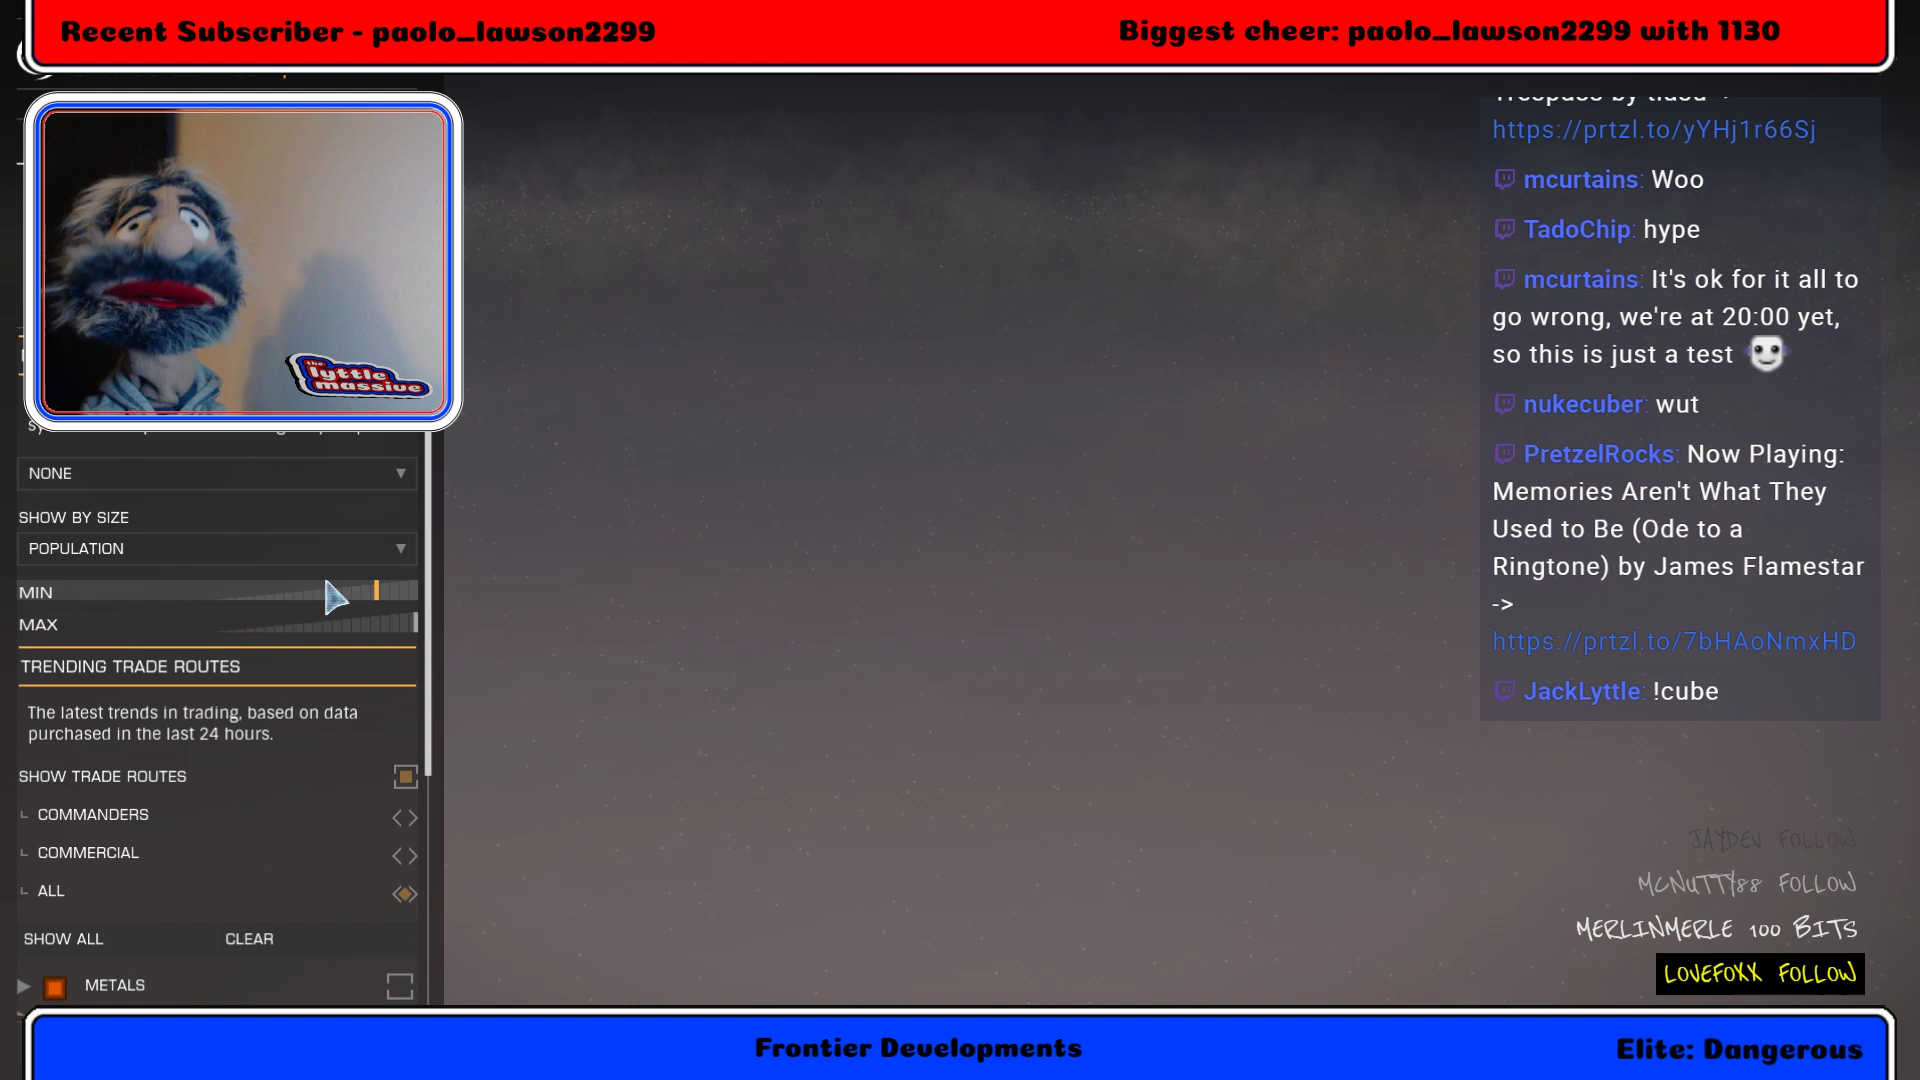 Recent Subscriber - paolo_lawson2299
Biggest cheer: paolo_lawson2299 with 1130
the
lyttle
massive
NONE
SHOW BY SIZE
POPULATION
MIN
MAX
TRENDING TRADE ROUTES
The latest trends in trading, based on data
purchased in the last 24 hours.
SHOW TRADE ROUTES
COMMANDERS
COMMERCIAL
ALL
SHOW ALL
CLEAR
METALS
https://prtzl.to/yYHj1r66Sj
mcurtains: Woo
TadoChip: hype
mcurtains: It's ok for it all to
go wrong, we're at 20:00 yet,
so this is just a test
nukecuber: wut
PretzelRocks: Now Playing:
Memories Aren't What They
Used to Be (Ode to a
Ringtone) by James Flamestar
->
https://prtzl.to/7bHAoNmxHD
JackLyttle: !cube
JAYDEV FOLLOW
MCNUTTY88 FOLLOW
MERLINMERLE 100 BITS
LOVEFOXX FOLLOW
Frontier Developments
Elite: Dangerous